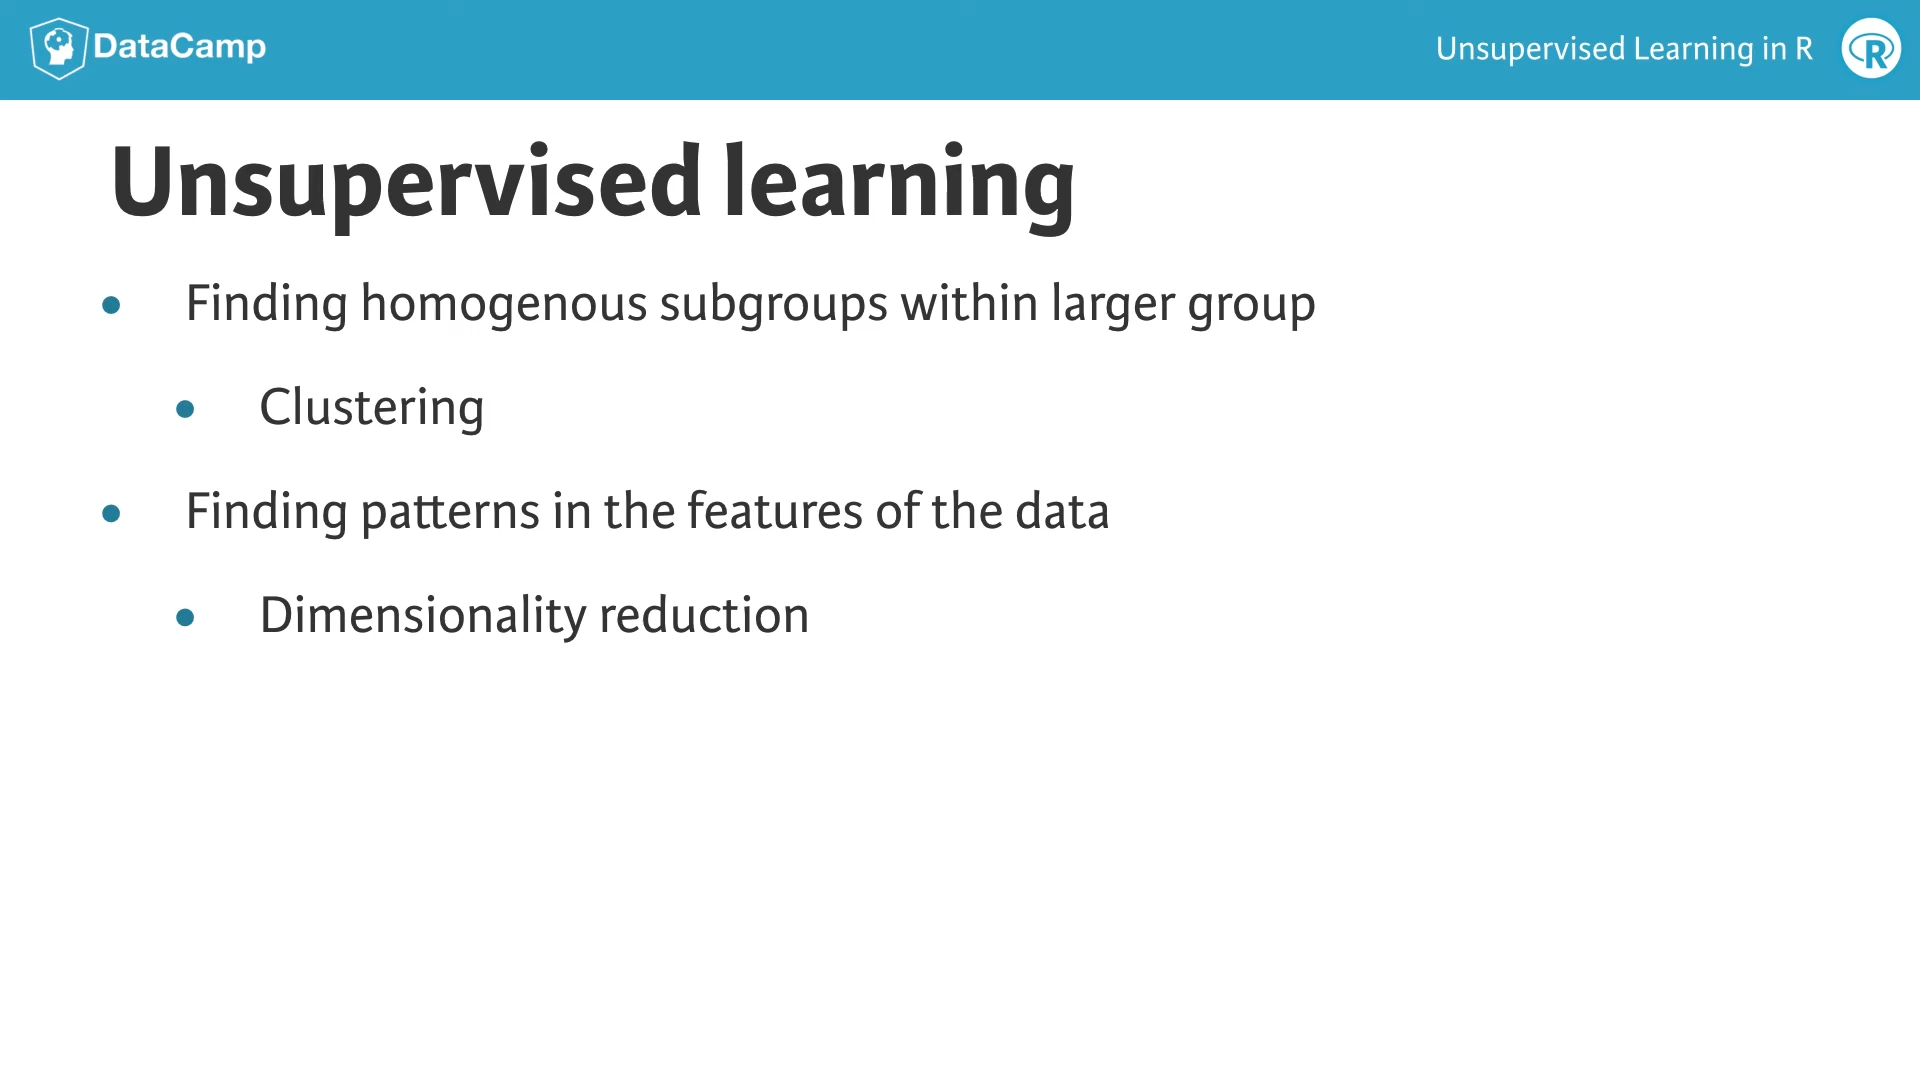 DataCamp
Unsupervised Learning in R
R
Unsupervised learning
• Finding homogenous subgroups within larger group
• Clustering
• Finding patterns in the features of the data
• Dimensionality reduction